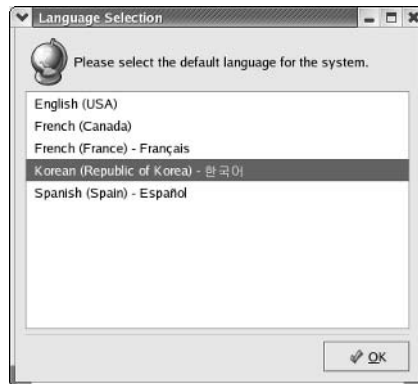 Language Selection
Please select the default language for the system.
English (USA)
French (Canada)
French (France) - Français
Korean (Republic of Korea) - 한국어
Spanish (Spain) - Español
OK